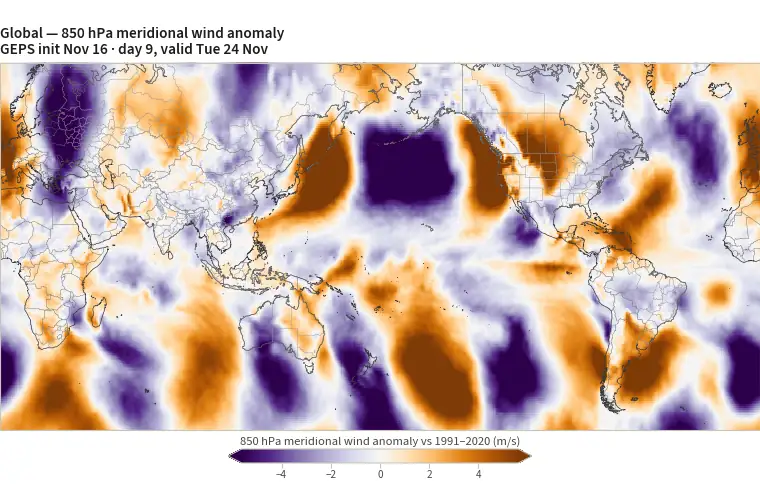 Global — 850 hPa meridional wind anomaly
GEPS init Nov 16 · day 9, valid Tue 24 Nov
850 hPa meridional wind anomaly vs 1991–2020 (m/s)
−4 −2 0 2 4